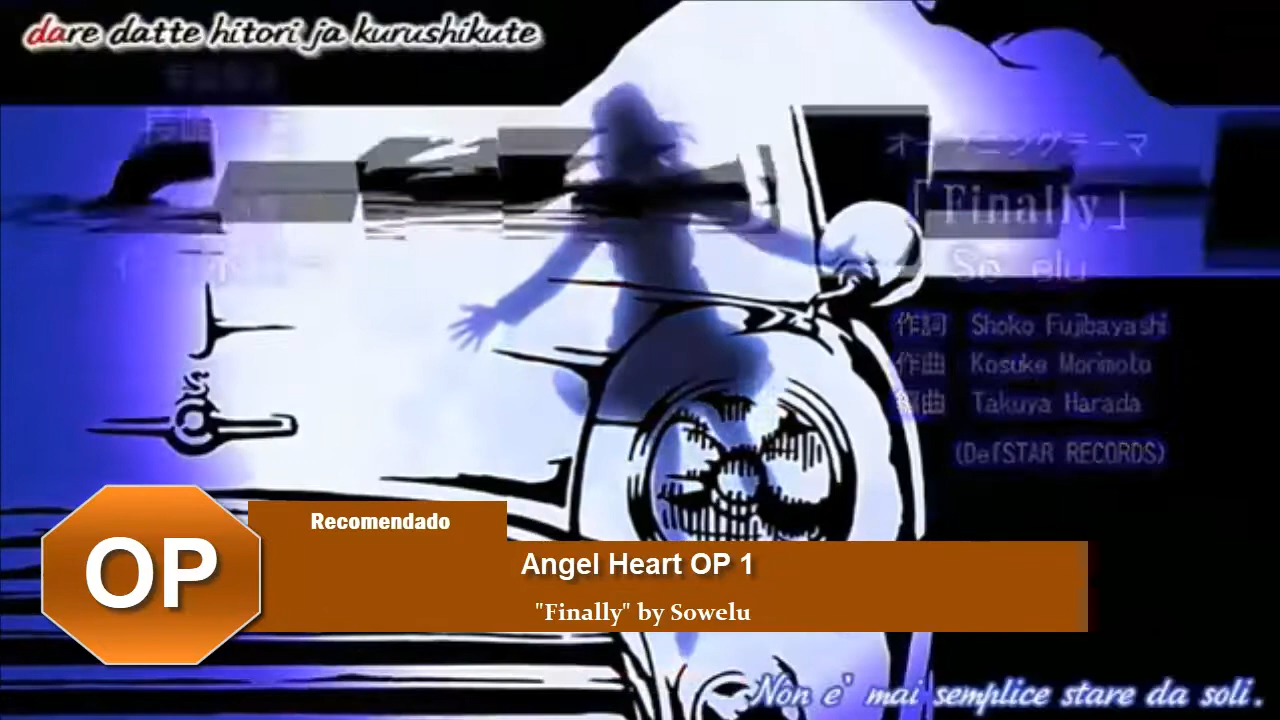 dare datte hitori ja kurushikute
オープニングテーマ
「Finally」
So elu
作詞 Shoko Fujibayashi
作曲 Kosuke Morimoto
編曲 Takuya Harada
(DefSTAR RECORDS)
OP
Recomendado
Angel Heart OP 1
"Finally" by Sowelu
Non e' mai semplice stare da soli.